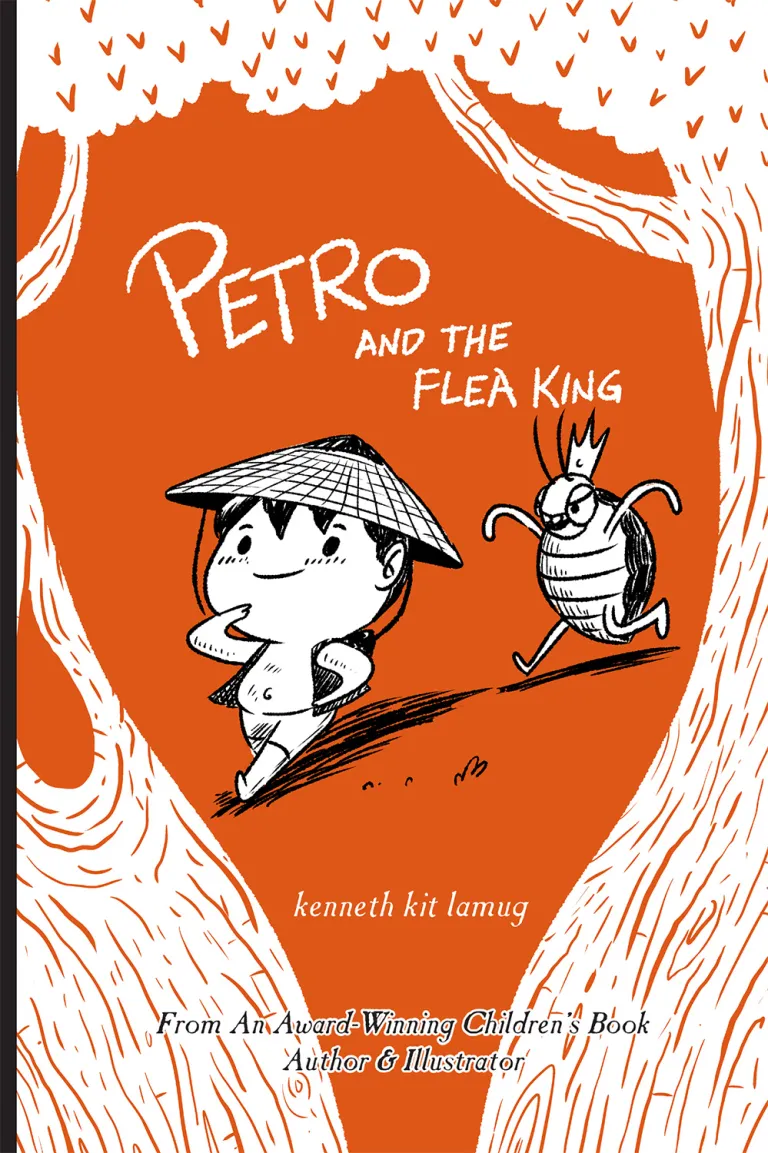 PETRO
AND THE
FLEA KING
kenneth kit lamug
From An Award-Winning Children's Book
Author & Illustrator